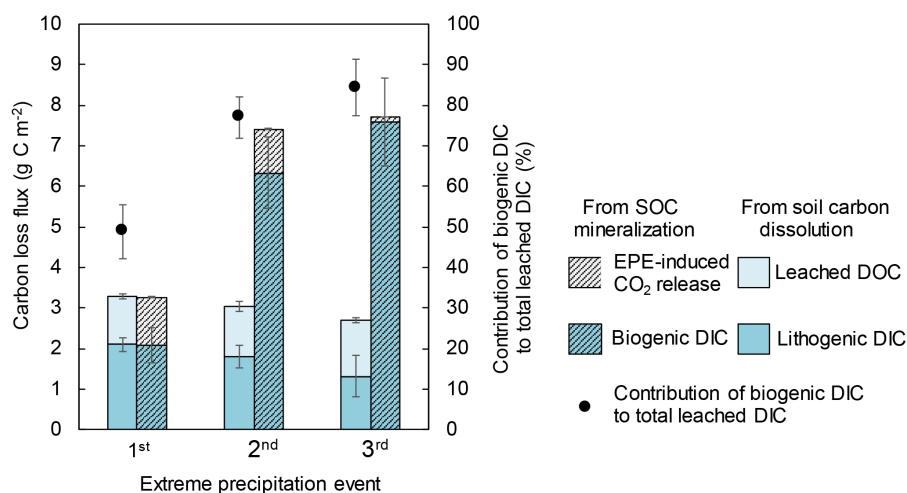 Carbon loss flux (g C m⁻²)
10
9
8
7
6
5
4
3
2
1
0
1st
2nd
3rd
Extreme precipitation event
100
90
80
70
60
50
40
30
20
10
0
Contribution of biogenic DIC
to total leached DIC (%)
From SOC
mineralization
EPE-induced
CO₂ release
Biogenic DIC
From soil carbon
dissolution
Leached DOC
Lithogenic DIC
Contribution of biogenic DIC
to total leached DIC